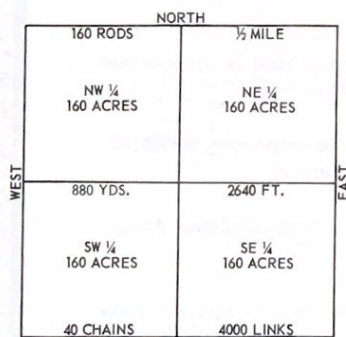 NORTH
160 RODS ½ MILE
NW ¼ NE ¼
160 ACRES 160 ACRES
WEST EAST
880 YDS. 2640 FT.
SW ¼ SE ¼
160 ACRES 160 ACRES
40 CHAINS 4000 LINKS